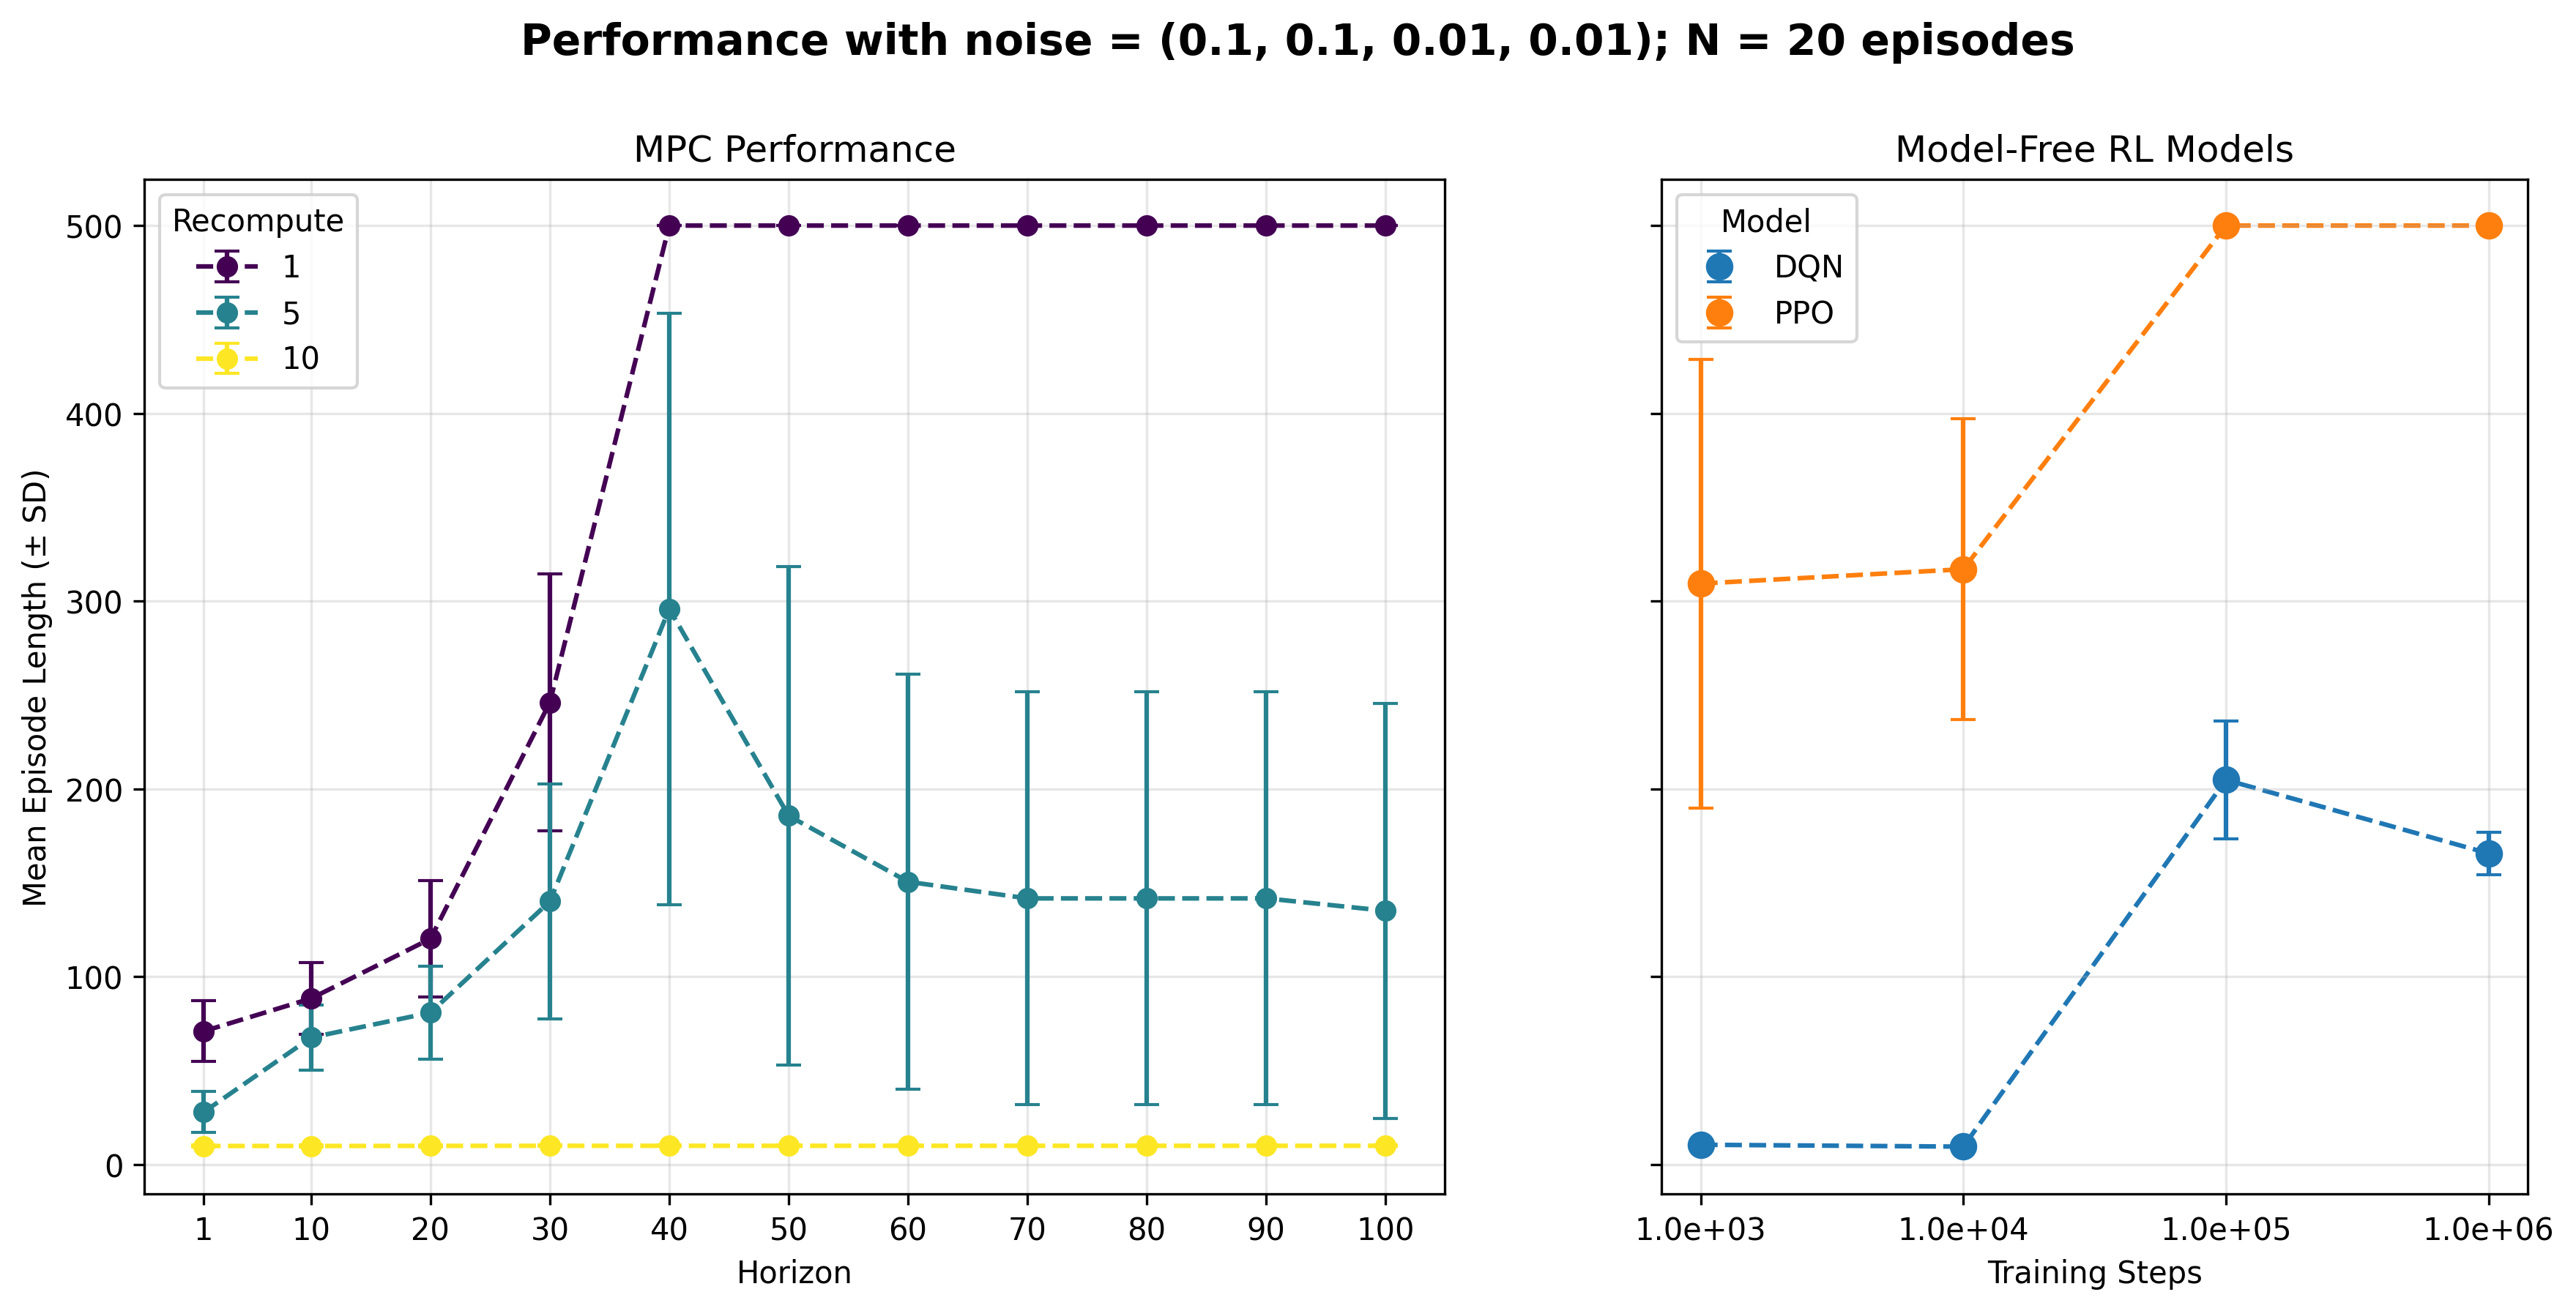 Performance with noise = (0.1, 0.1, 0.01, 0.01); N = 20 episodes
MPC Performance
Recompute
1
5
10
500
400
300
200
100
0
Mean Episode Length (± SD)
1 10 20 30 40 50 60 70 80 90 100
Horizon
Model-Free RL Models
Model
DQN
PPO
1.0e+03 1.0e+04 1.0e+05 1.0e+06
Training Steps